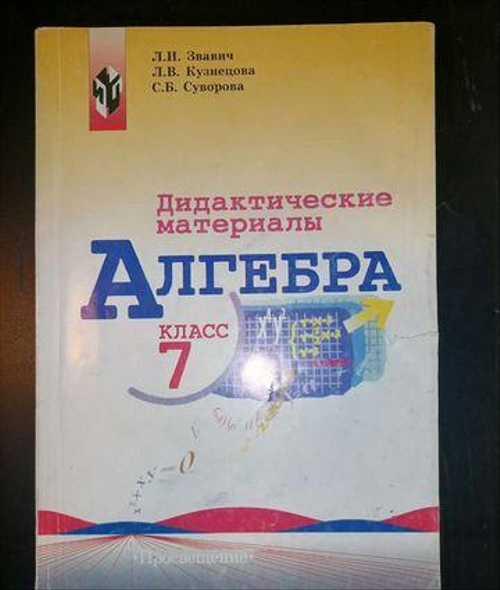 Л.И. Звавич
Л.В. Кузнецова
С.Б. Суворова
Дидактические
материалы
АЛГЕБРА
КЛАСС
7
«Просвещение»